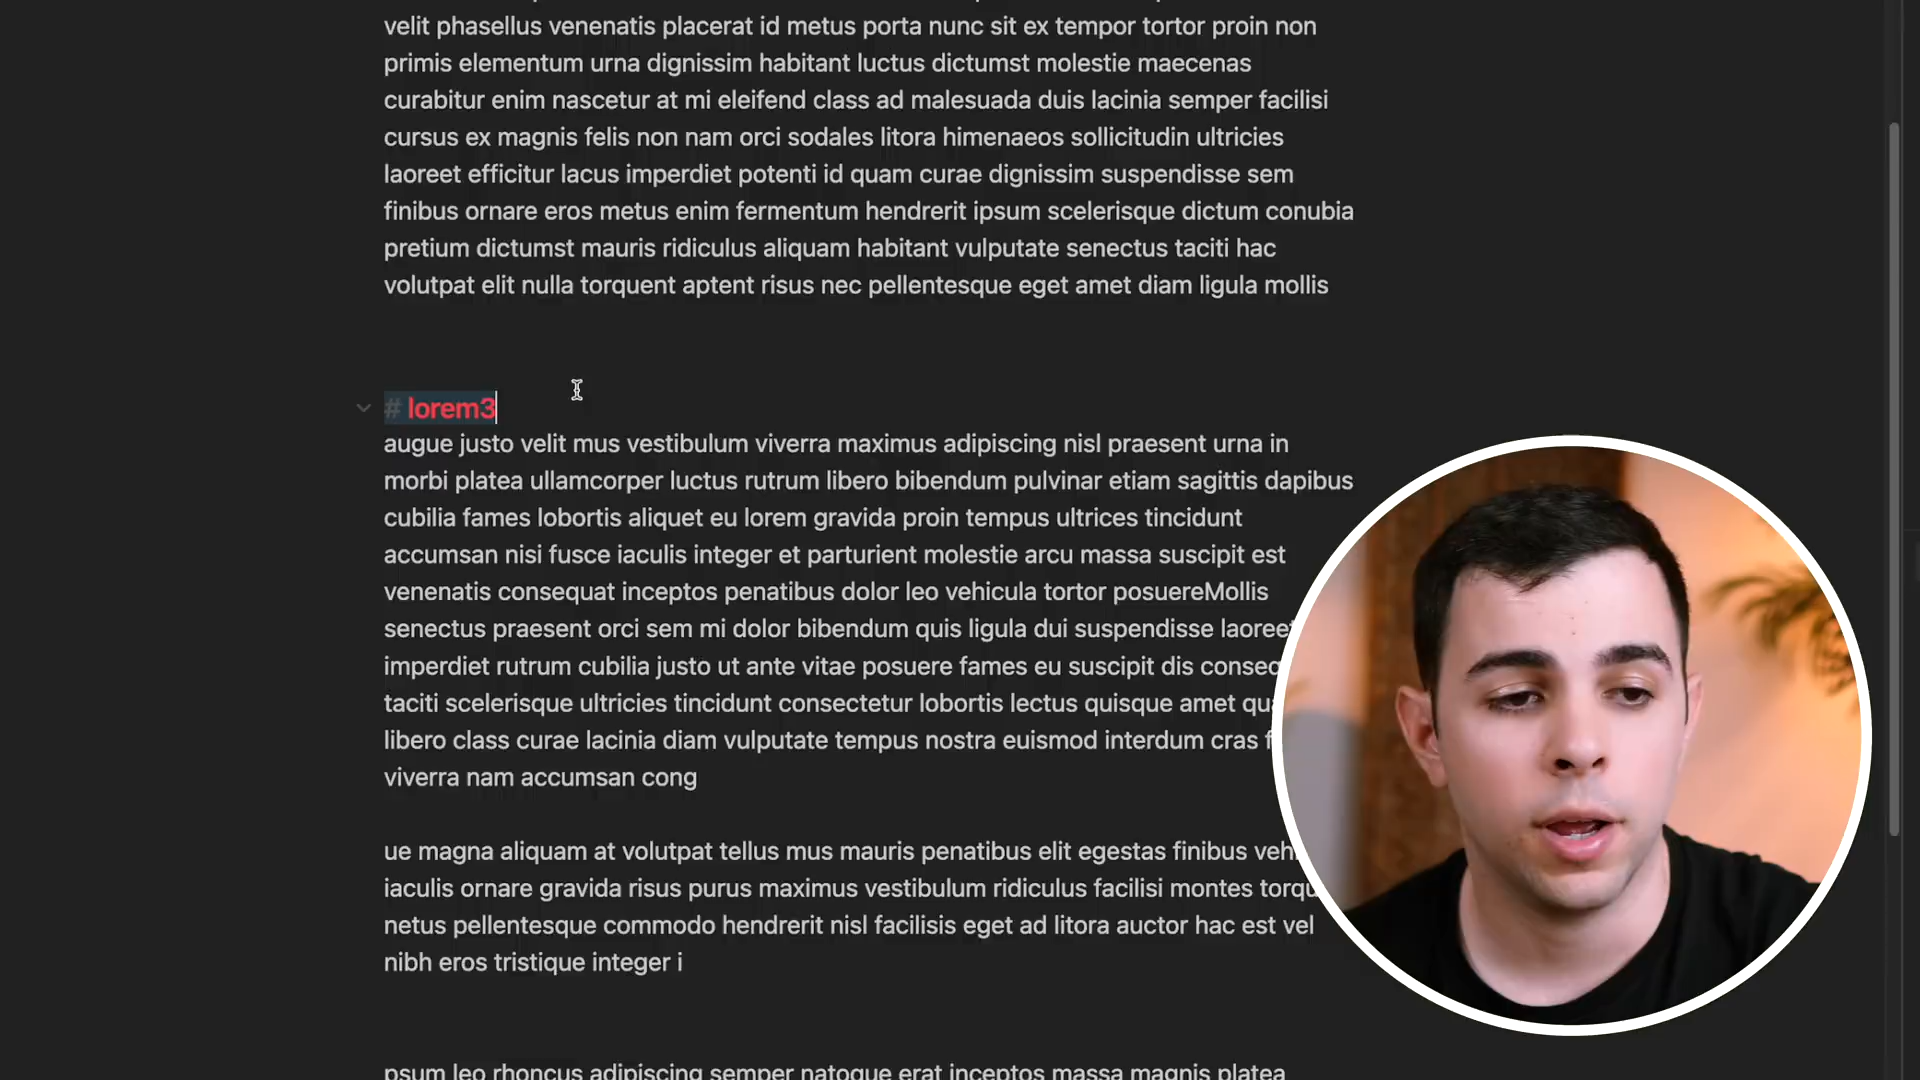 velit phasellus venenatis placerat id metus porta nunc sit ex tempor tortor proin non
primis elementum urna dignissim habitant luctus dictumst molestie maecenas
curabitur enim nascetur at mi eleifend class ad malesuada duis lacinia semper facilisi
cursus ex magnis felis non nam orci sodales litora himenaeos sollicitudin ultricies
laoreet efficitur lacus imperdiet potenti id quam curae dignissim suspendisse sem
finibus ornare eros metus enim fermentum hendrerit ipsum scelerisque dictum conubia
pretium dictumst mauris ridiculus aliquam habitant vulputate senectus taciti hac
volutpat elit nulla torquent aptent risus nec pellentesque eget amet diam ligula mollis
# lorem3
augue justo velit mus vestibulum viverra maximus adipiscing nisl praesent urna in
morbi platea ullamcorper luctus rutrum libero bibendum pulvinar etiam sagittis dapibus
cubilia fames lobortis aliquet eu lorem gravida proin tempus ultrices tincidunt
accumsan nisi fusce iaculis integer et parturient molestie arcu massa suscipit est
venenatis consequat inceptos penatibus dolor leo vehicula tortor posuereMollis
senectus praesent orci sem mi dolor bibendum quis ligula dui suspendisse laoreet
imperdiet rutrum cubilia justo ut ante vitae posuere fames eu suscipit dis
taciti scelerisque ultricies tincidunt consectetur lobortis lectus quisque amet
libero class curae lacinia diam vulputate tempus nostra euismod interdum cras
viverra nam accumsan cong
ue magna aliquam at volutpat tellus mus mauris penatibus elit egestas finibus
iaculis ornare gravida risus purus maximus vestibulum ridiculus facilisi montes
netus pellentesque commodo hendrerit nisl facilisis eget ad litora auctor hac est vel
nibh eros tristique integer i
psum leo rhoncus adipiscing semper natoque erat inceptos massa magnis platea